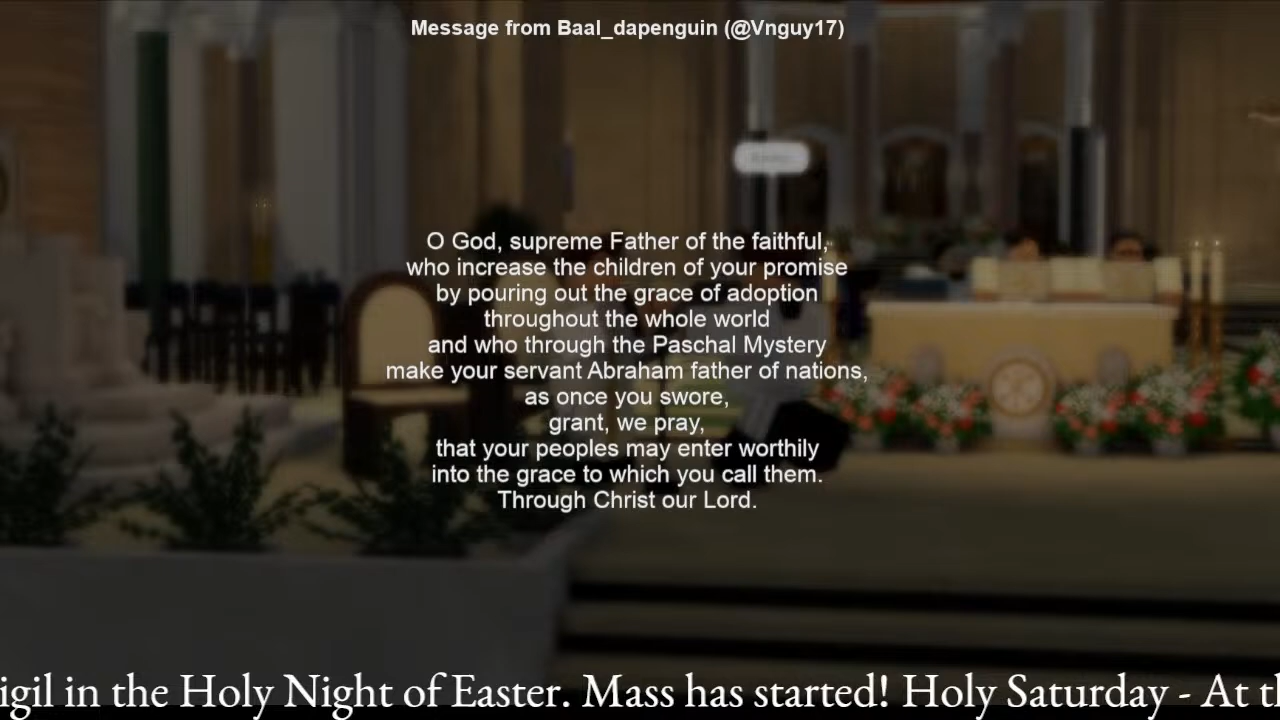 Message from Baal_dapenguin (@Vnguy17)
O God, supreme Father of the faithful,
who increase the children of your promise
by pouring out the grace of adoption
throughout the whole world
and who through the Paschal Mystery
make your servant Abraham father of nations,
as once you swore,
grant, we pray,
that your peoples may enter worthily
into the grace to which you call them.
Through Christ our Lord.
igil in the Holy Night of Easter. Mass has started! Holy Saturday - At th